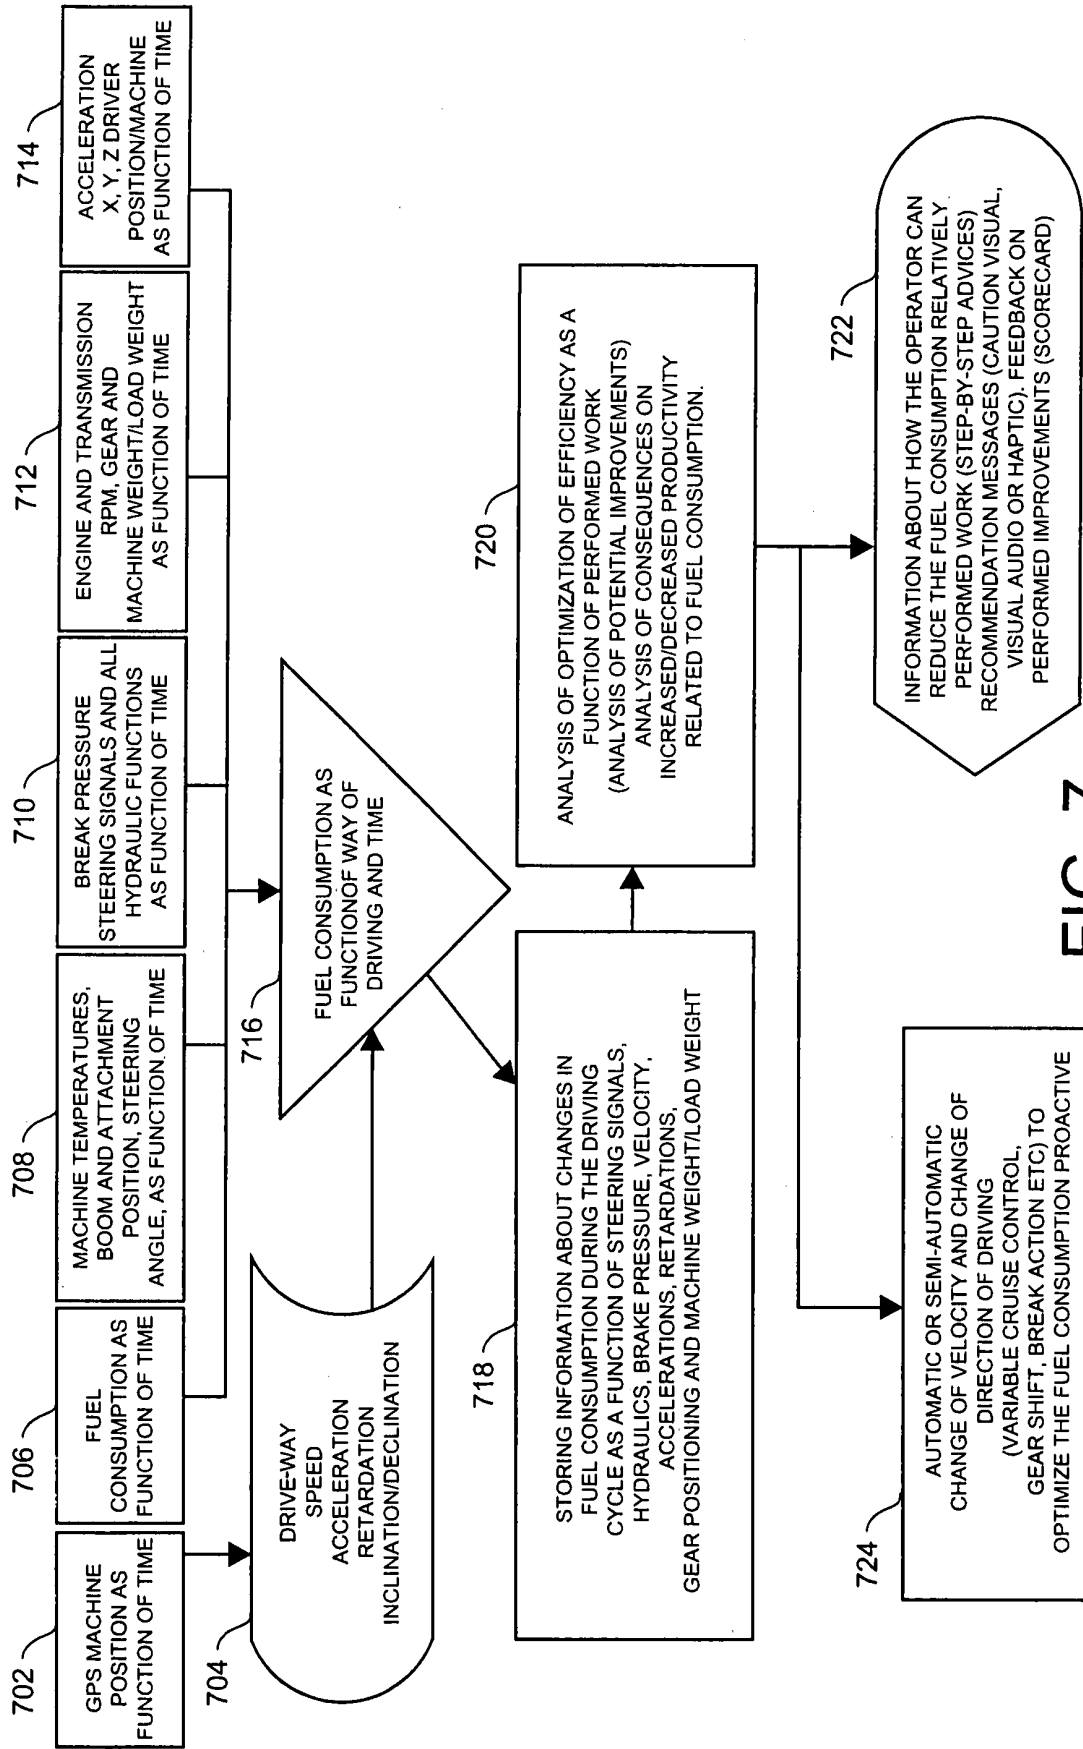 702
GPS MACHINE
POSITION AS
FUNCTION OF TIME
706
FUEL
CONSUMPTION AS
FUNCTION OF TIME
708
MACHINE TEMPERATURES,
BOOM AND ATTACHMENT
POSITION, STEERING
ANGLE, AS FUNCTION OF TIME
710
BREAK PRESSURE
STEERING SIGNALS AND ALL
HYDRAULIC FUNCTIONS
AS FUNCTION OF TIME
712
ENGINE AND TRANSMISSION
RPM, GEAR AND
MACHINE WEIGHT/LOAD WEIGHT
AS FUNCTION OF TIME
714
ACCELERATION
X, Y, Z DRIVER
POSITION/MACHINE
AS FUNCTION OF TIME
704
DRIVE-WAY
SPEED
ACCELERATION
RETARDATION
INCLINATION/DECLINATION
716
FUEL CONSUMPTION AS
FUNCTIONOF WAY OF
DRIVING AND TIME
718
STORING INFORMATION ABOUT CHANGES IN
FUEL CONSUMPTION DURING THE DRIVING
CYCLE AS A FUNCTION OF STEERING SIGNALS,
HYDRAULICS, BRAKE PRESSURE, VELOCITY,
ACCELERATIONS, RETARDATIONS,
GEAR POSITIONING AND MACHINE WEIGHT/LOAD WEIGHT
720
ANALYSIS OF OPTIMIZATION OF EFFICIENCY AS A
FUNCTION OF PERFORMED WORK
(ANALYSIS OF POTENTIAL IMPROVEMENTS)
ANALYSIS OF CONSEQUENCES ON
INCREASED/DECREASED PRODUCTIVITY
RELATED TO FUEL CONSUMPTION.
724
AUTOMATIC OR SEMI-AUTOMATIC
CHANGE OF VELOCITY AND CHANGE OF
DIRECTION OF DRIVING
(VARIABLE CRUISE CONTROL,
GEAR SHIFT, BREAK ACTION ETC) TO
OPTIMIZE THE FUEL CONSUMPTION PROACTIVE
722
INFORMATION ABOUT HOW THE OPERATOR CAN
REDUCE THE FUEL CONSUMPTION RELATIVELY.
PERFORMED WORK (STEP-BY-STEP ADVICES)
RECOMMENDATION MESSAGES (CAUTION VISUAL,
VISUAL AUDIO OR HAPTIC). FEEDBACK ON
PERFORMED IMPROVEMENTS (SCORECARD)
FIG. 7